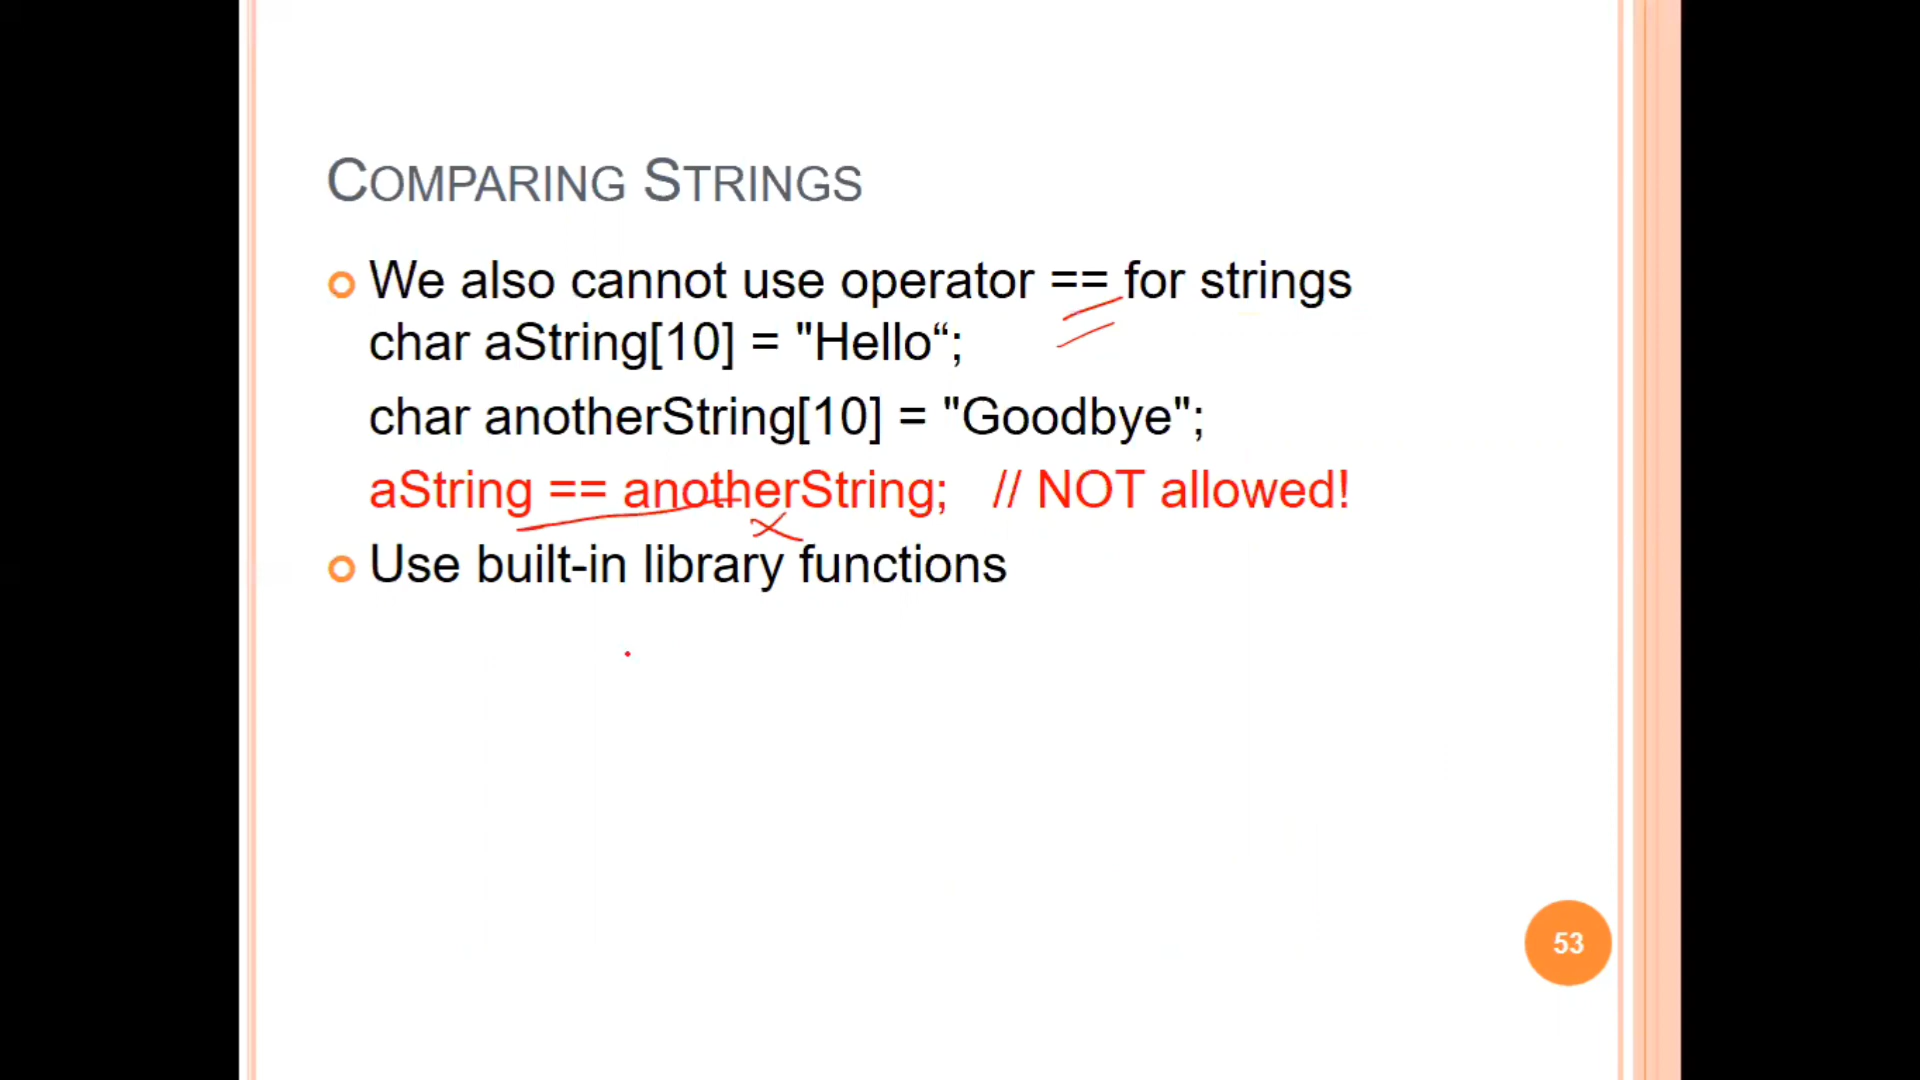 COMPARING STRINGS
We also cannot use operator == for strings
char aString[10] = "Hello“;
char anotherString[10] = "Goodbye";
aString == anotherString; // NOT allowed!
Use built-in library functions
53